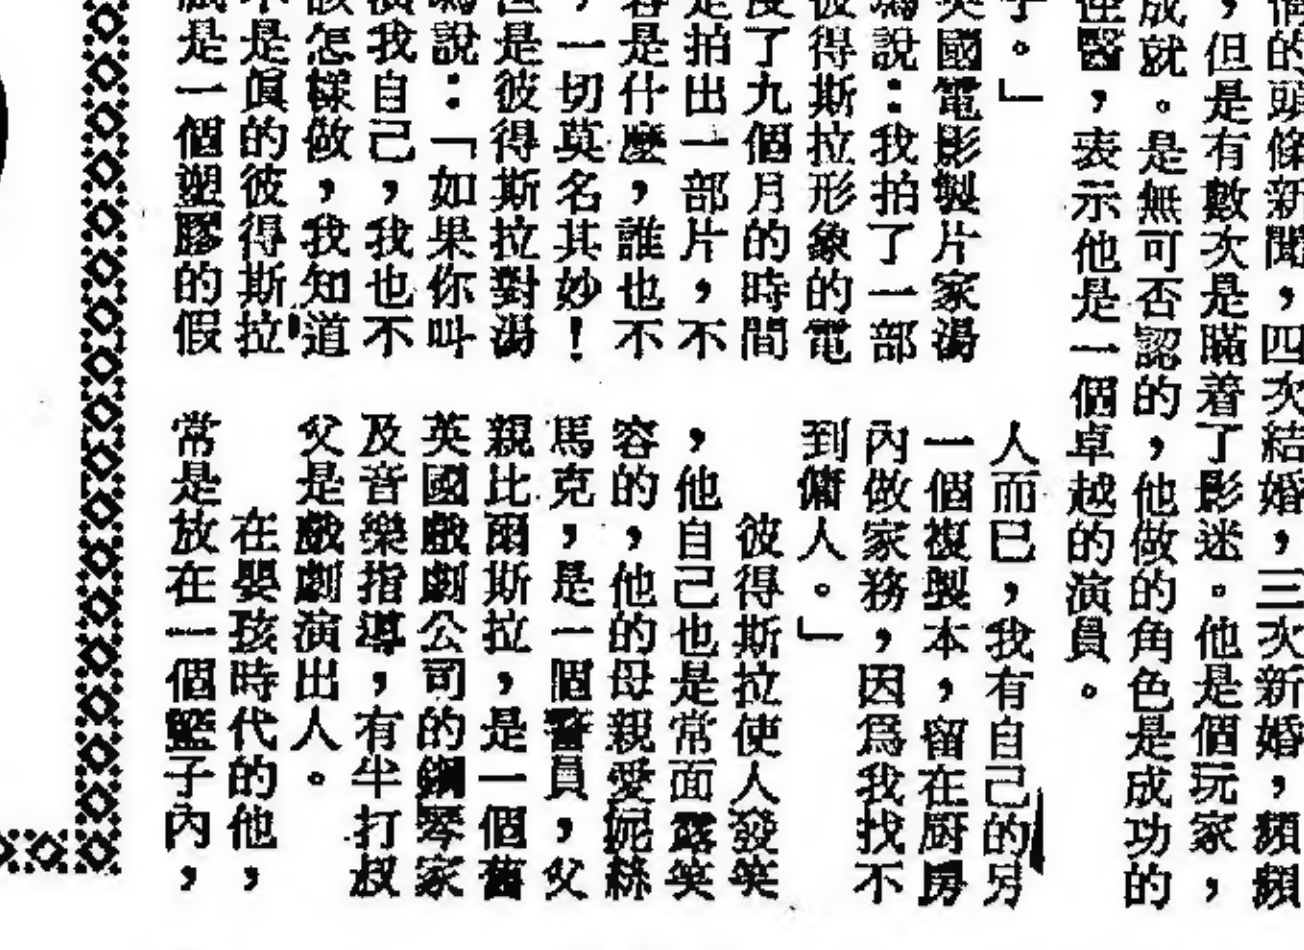 的頭條新聞，四次結婚，三次新婚，頻頻
，但是有數次是瞞着了影迷。他是個玩家，
成就。是無可否認的，他做的角色是成功的
醫，表示他是一個卓越的演員。
子。」
英國電影製片家湯
爲說：我拍了一部
彼得斯拉形象的電
度了九個月的時間
是拍出一部片，不
容是什麼，誰也不
，一切莫名其妙！
但是彼得斯拉對湯
爲說：「如果你叫
演我自己，我也不
該怎樣做，我知道
不是眞的彼得斯拉
是一個塑膠的假
人而已，我有自己的另
一個複製本，留在厨房
內做家務，因爲我找不
到傭人。」
彼得斯拉使人發笑
，他自己也是常面露笑
容的，他的母親愛妮絲
馬克，是一個警員，父
親比爾斯拉，是一個舊
英國戲劇公司的鋼琴家
及音樂指導，有半打叔
父是戲劇演出人。
在嬰孩時代的他，
常是放在一個籃子內，